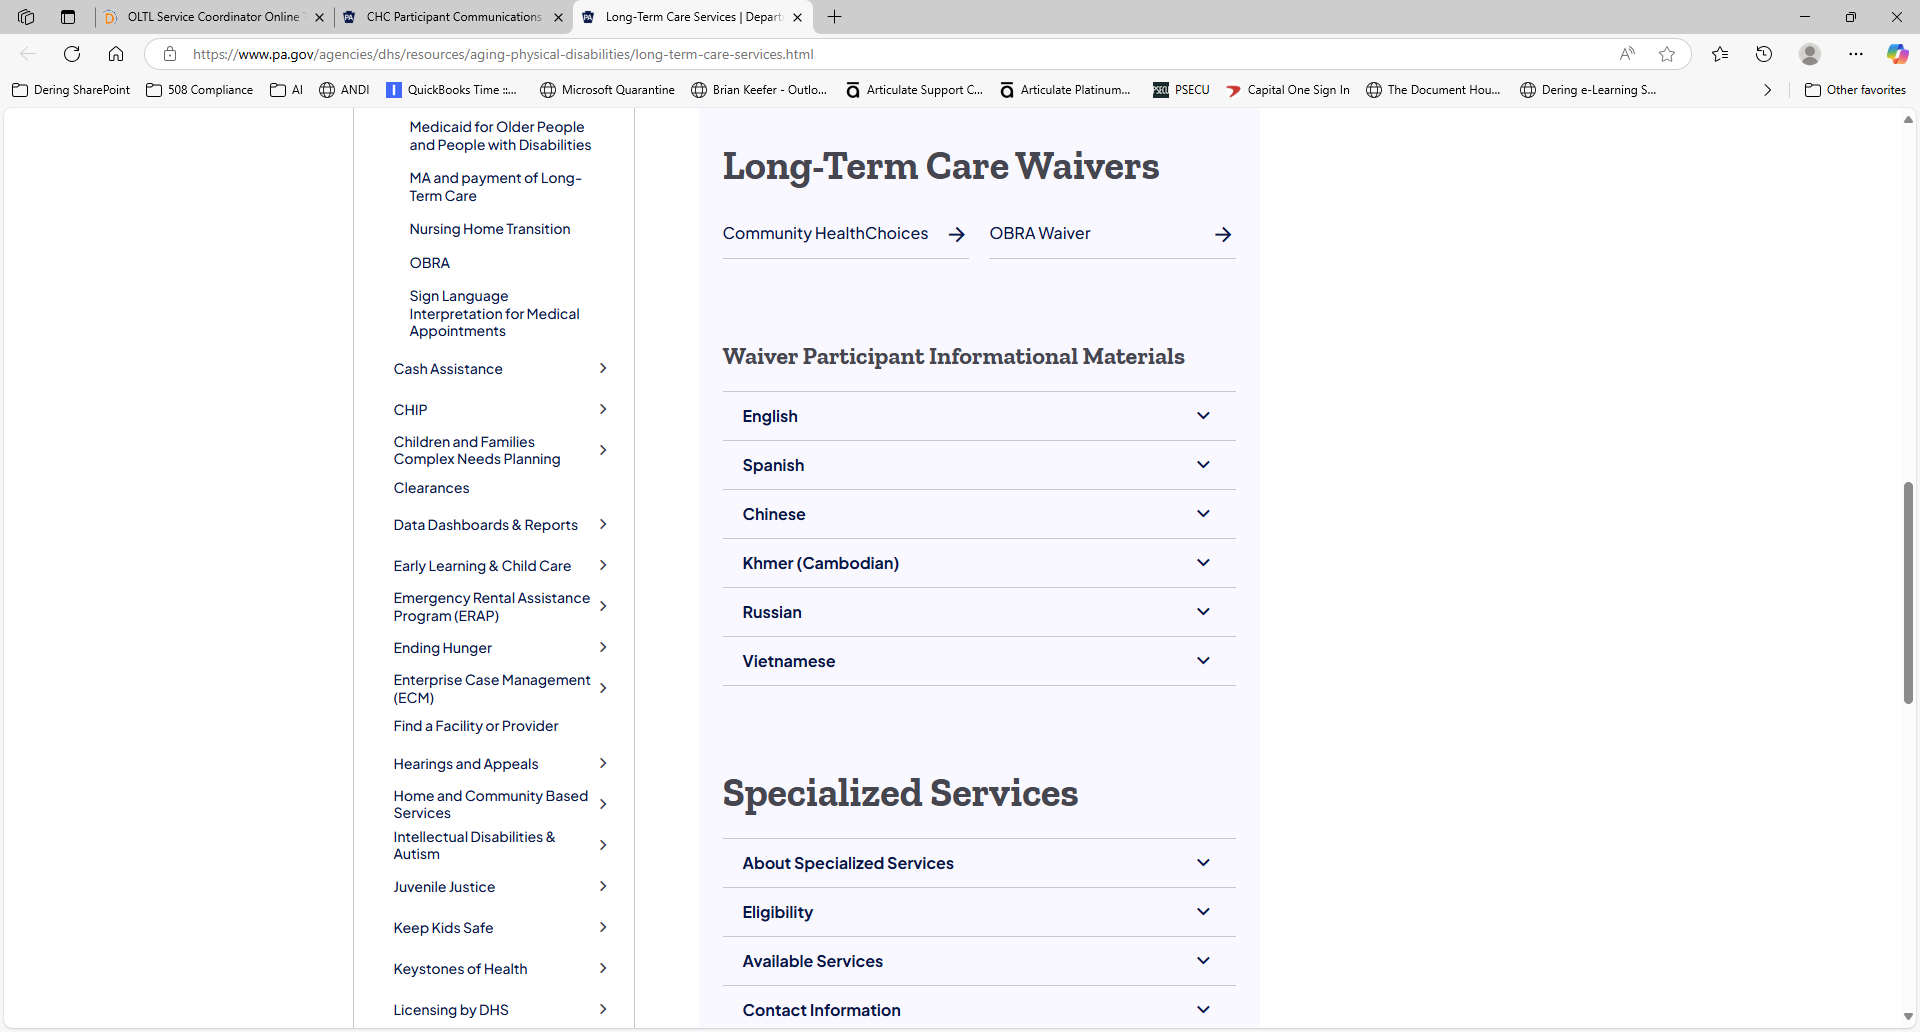 OLTL Service Coordinator Online
CHC Participant Communications
Long-Term Care Services | Depart
https://www.pa.gov/agencies/dhs/resources/aging-physical-disabilities/long-term-care-services.html
Dering SharePoint
508 Compliance
AI
ANDI
QuickBooks Time ::...
Microsoft Quarantine
Brian Keefer - Outlo...
Articulate Support C...
Articulate Platinum...
PSECU
Capital One Sign In
The Document Hou...
Dering e-Learning S...
Other favorites
Medicaid for Older People
and People with Disabilities
MA and payment of Long-
Term Care
Nursing Home Transition
OBRA
Sign Language
Interpretation for Medical
Appointments
Cash Assistance
CHIP
Children and Families
Complex Needs Planning
Clearances
Data Dashboards & Reports
Early Learning & Child Care
Emergency Rental Assistance
Program (ERAP)
Ending Hunger
Enterprise Case Management
(ECM)
Find a Facility or Provider
Hearings and Appeals
Home and Community Based
Services
Intellectual Disabilities &
Autism
Juvenile Justice
Keep Kids Safe
Keystones of Health
Licensing by DHS
Long-Term Care Waivers
Community HealthChoices
OBRA Waiver
Waiver Participant Informational Materials
English
Spanish
Chinese
Khmer (Cambodian)
Russian
Vietnamese
Specialized Services
About Specialized Services
Eligibility
Available Services
Contact Information